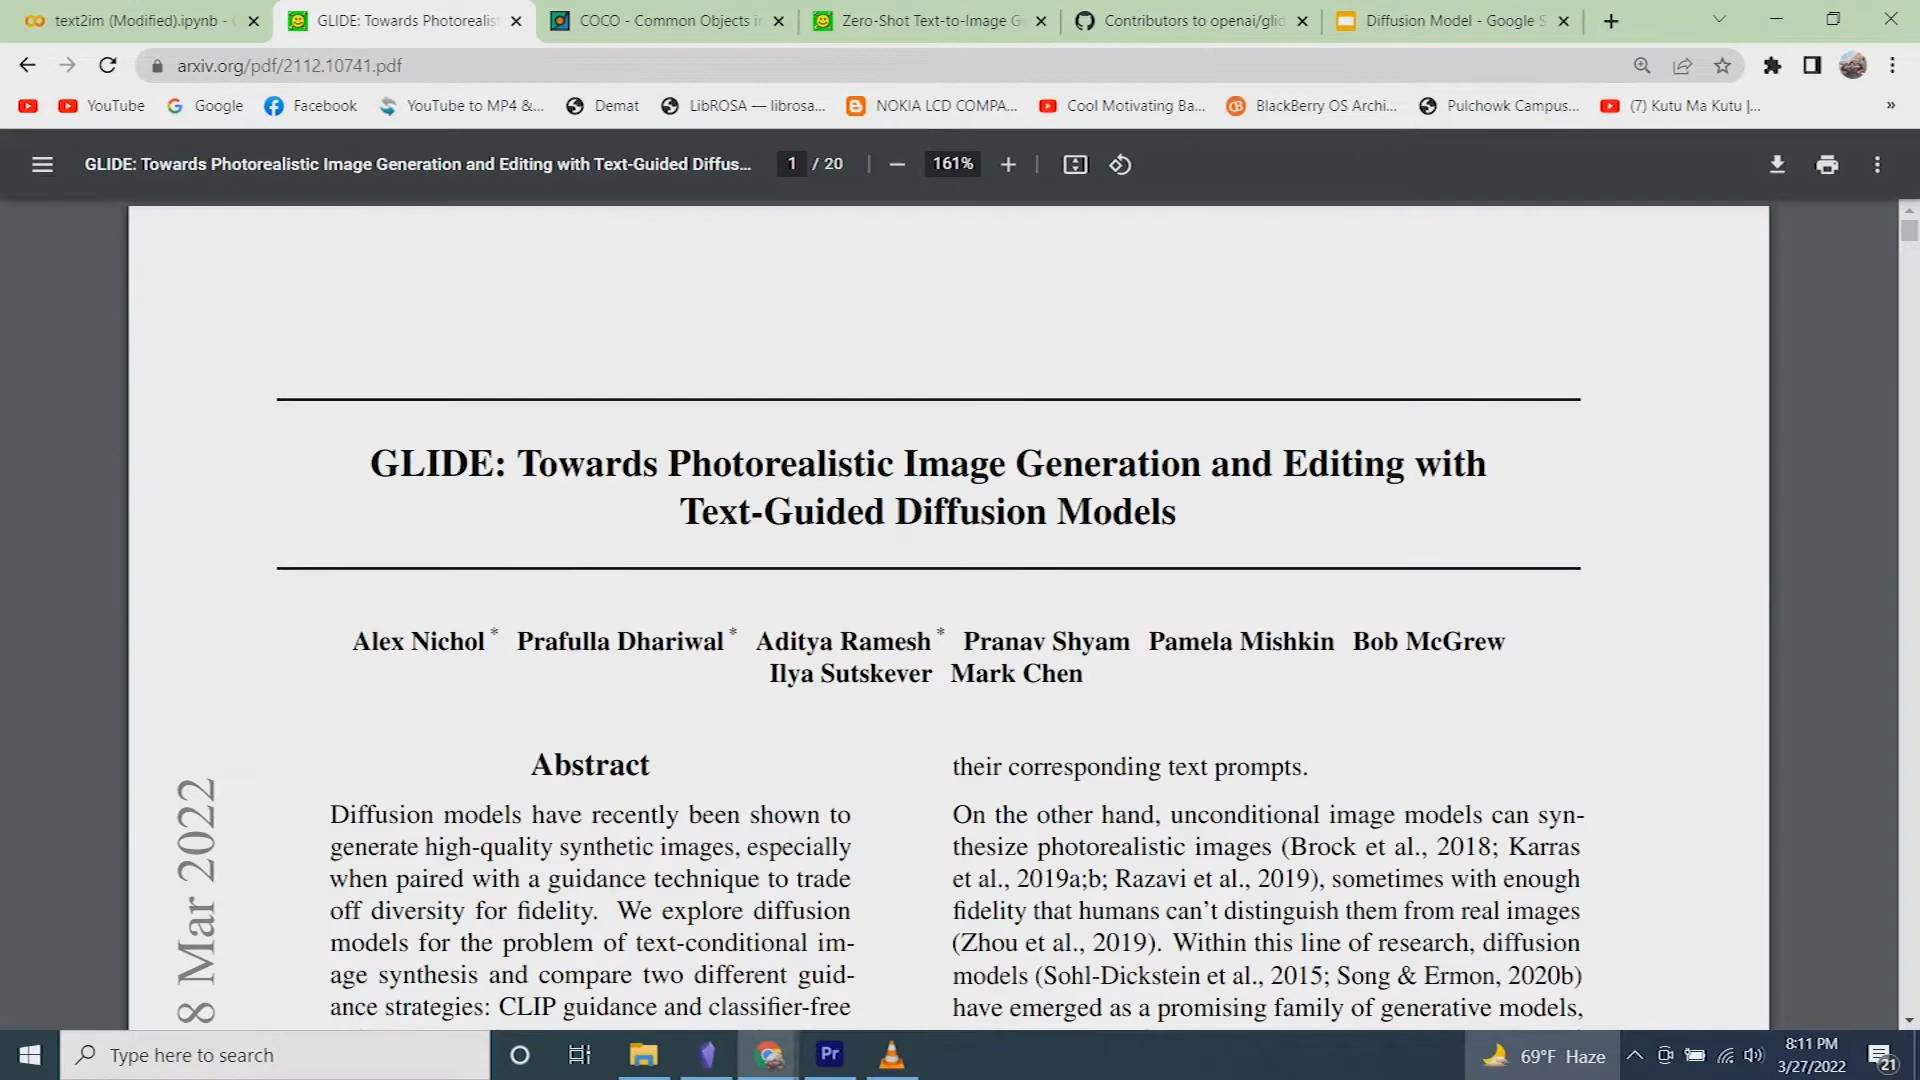 text2im (Modified).ipynb -
GLIDE: Towards Photorealist
COCO - Common Objects i
Zero-Shot Text-to-Image G
Contributors to openai/glid
Diffusion Model - Google S
arxiv.org/pdf/2112.10741.pdf
YouTube
Google
Facebook
YouTube to MP4 &...
Demat
LibROSA — librosa...
NOKIA LCD COMPA...
Cool Motivating Ba...
BlackBerry OS Archi...
Pulchowk Campus...
(7) Kutu Ma Kutu |...
»
GLIDE: Towards Photorealistic Image Generation and Editing with Text-Guided Diffus...
1 / 20
161%
GLIDE: Towards Photorealistic Image Generation and Editing with
Text-Guided Diffusion Models
Alex Nichol * Prafulla Dhariwal * Aditya Ramesh * Pranav Shyam Pamela Mishkin Bob McGrew
Ilya Sutskever Mark Chen
8 Mar 2022
Abstract
Diffusion models have recently been shown to
generate high-quality synthetic images, especially
when paired with a guidance technique to trade
off diversity for fidelity. We explore diffusion
models for the problem of text-conditional im-
age synthesis and compare two different guid-
ance strategies: CLIP guidance and classifier-free
their corresponding text prompts.
On the other hand, unconditional image models can syn-
thesize photorealistic images (Brock et al., 2018; Karras
et al., 2019a;b; Razavi et al., 2019), sometimes with enough
fidelity that humans can't distinguish them from real images
(Zhou et al., 2019). Within this line of research, diffusion
models (Sohl-Dickstein et al., 2015; Song & Ermon, 2020b)
have emerged as a promising family of generative models,
Type here to search
Pr
69°F Haze
8:11 PM
3/27/2022
21